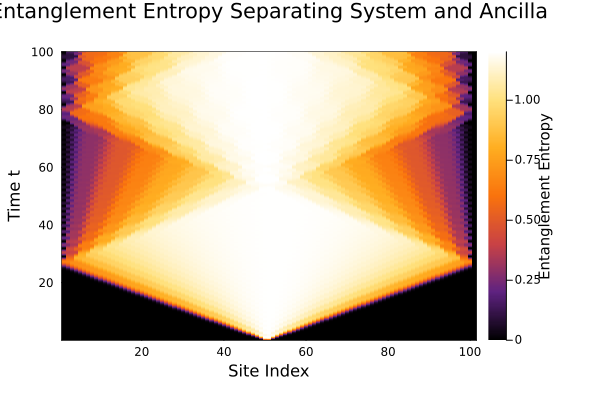 Entanglement Entropy Separating System and Ancilla
100
80
60
40
20
Time t
20 40 60 80 100
Site Index
1.00
0.75
0.50
0.25
0
Entanglement Entropy